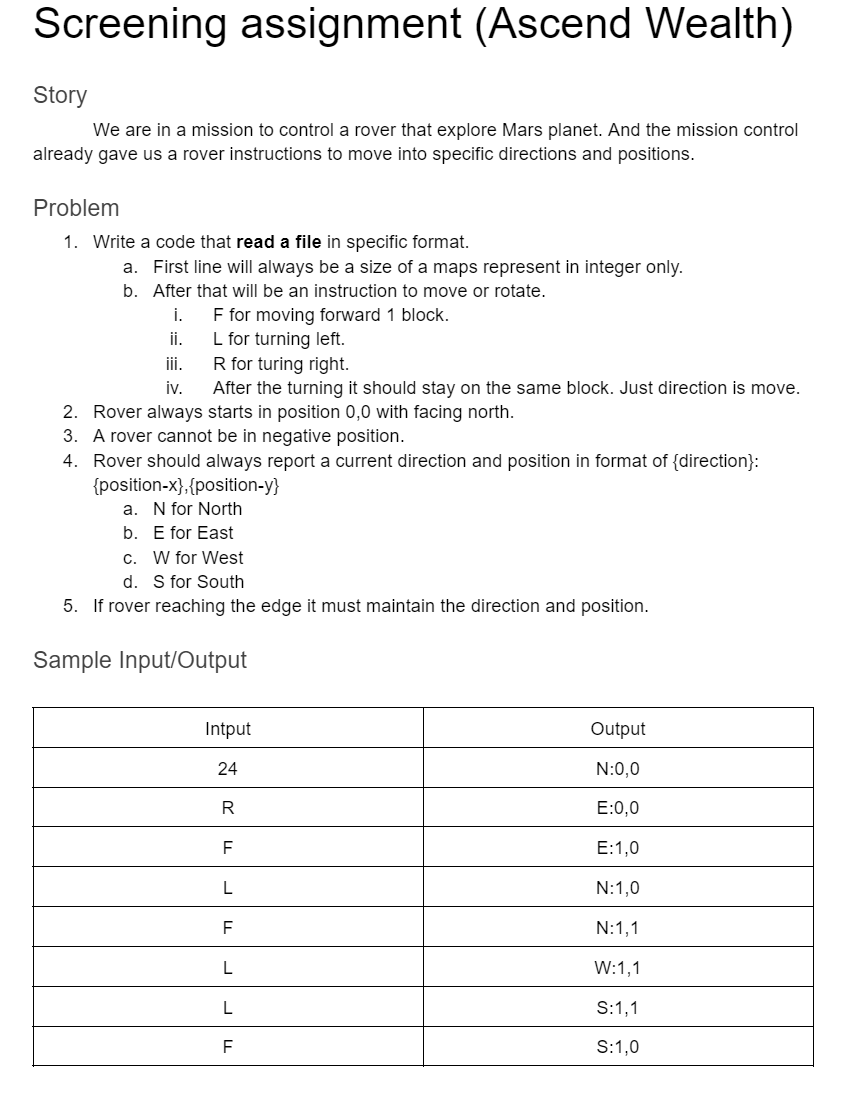 Screening assignment (Ascend Wealth)
Story
We are in a mission to control a rover that explore Mars planet. And the mission control
already gave us a rover instructions to move into specific directions and positions.
Problem
1. Write a code that read a file in specific format.
a. First line will always be a size of a maps represent in integer only.
b. After that will be an instruction to move or rotate.
i. F for moving forward 1 block.
ii. L for turning left.
iii. R for turing right.
iv. After the turning it should stay on the same block. Just direction is move.
2. Rover always starts in position 0,0 with facing north.
3. A rover cannot be in negative position.
4. Rover should always report a current direction and position in format of {direction}:
{position-x},{position-y}
a. N for North
b. E for East
c. W for West
d. S for South
5. If rover reaching the edge it must maintain the direction and position.
Sample Input/Output
Intput Output
24 N:0,0
R E:0,0
F E:1,0
L N:1,0
F N:1,1
L W:1,1
L S:1,1
F S:1,0